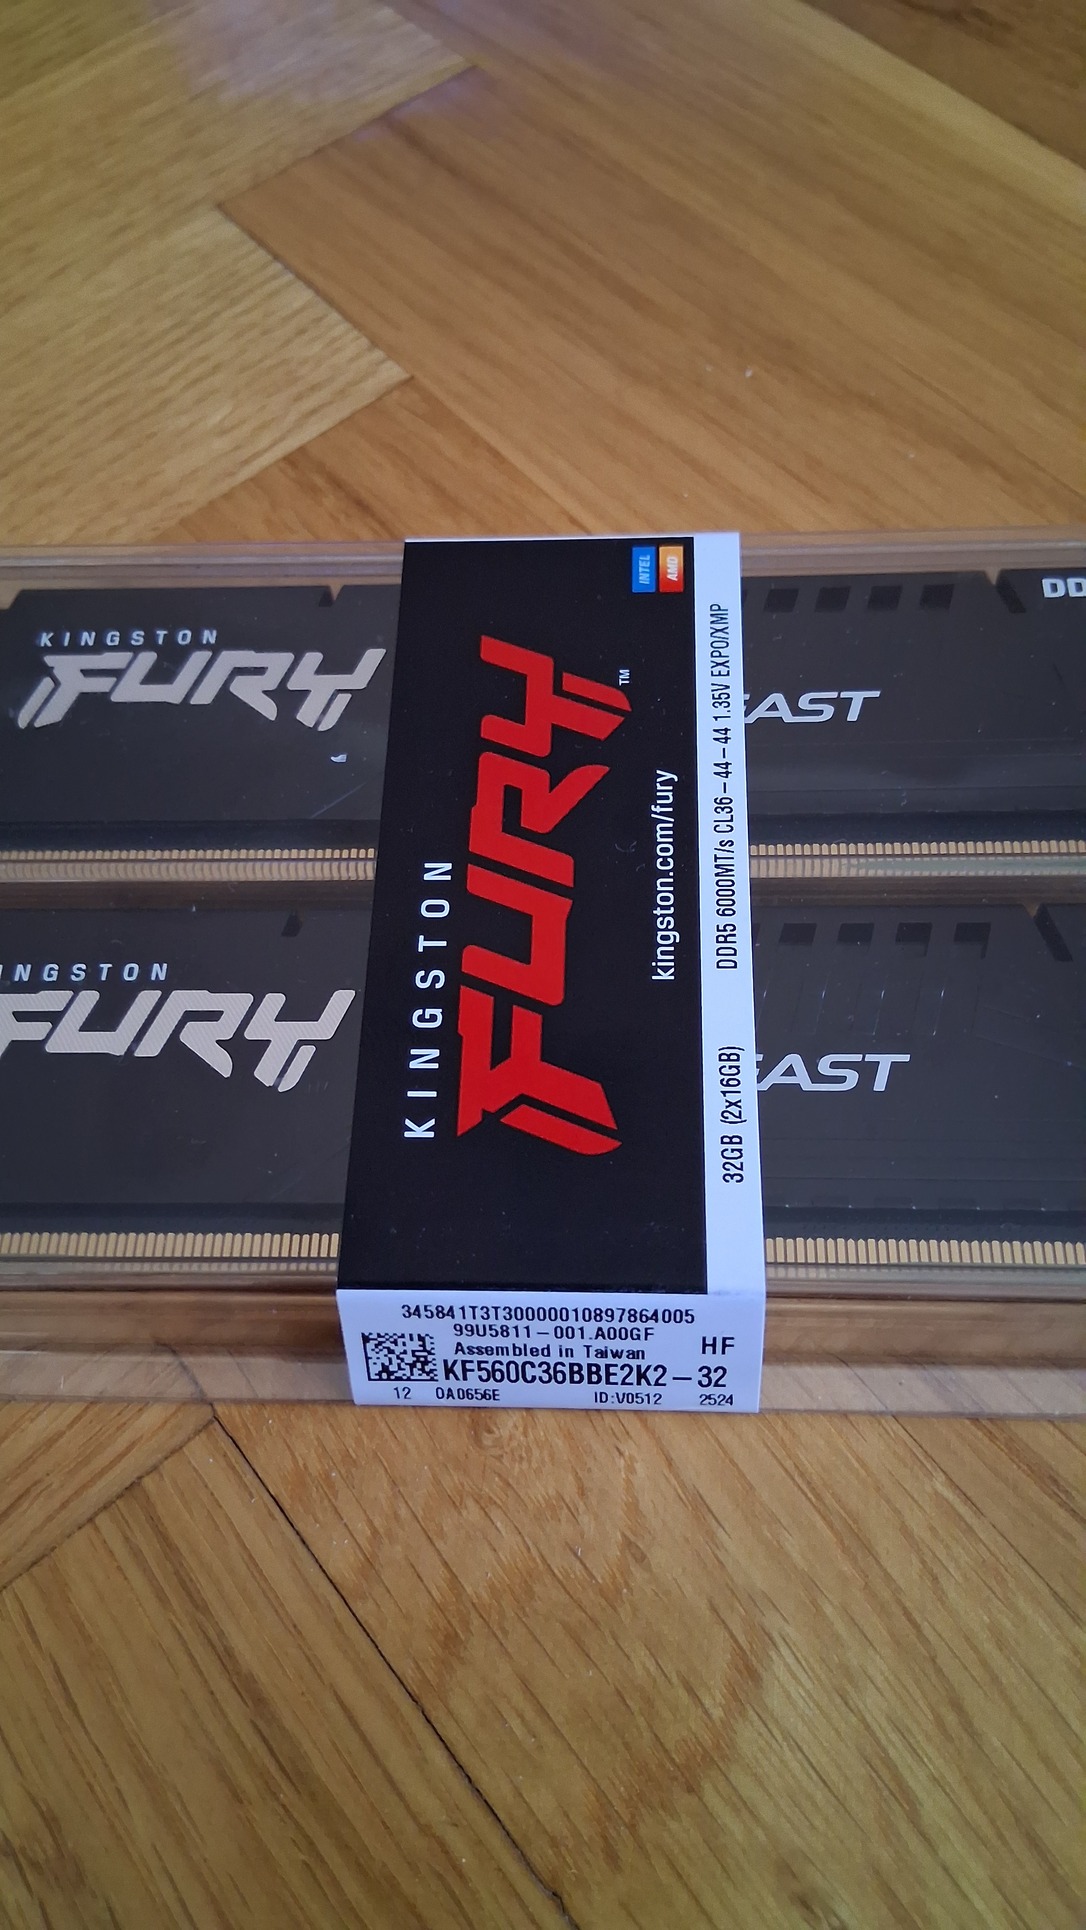 KINGSTON
FURY
EAST
DD
NGSTON
FURY
EAST
INTEL
AMD
KINGSTON
FURY™
kingston.com/fury
32GB (2x16GB) DDR5 6000MT/s CL36-44-44 1.35V EXPO/XMP
345841T3T30000010897864005
99U5811-001.A00GF
Assembled in Taiwan HF
KF560C36BBE2K2-32
12 0A0656E ID:V0512 2524